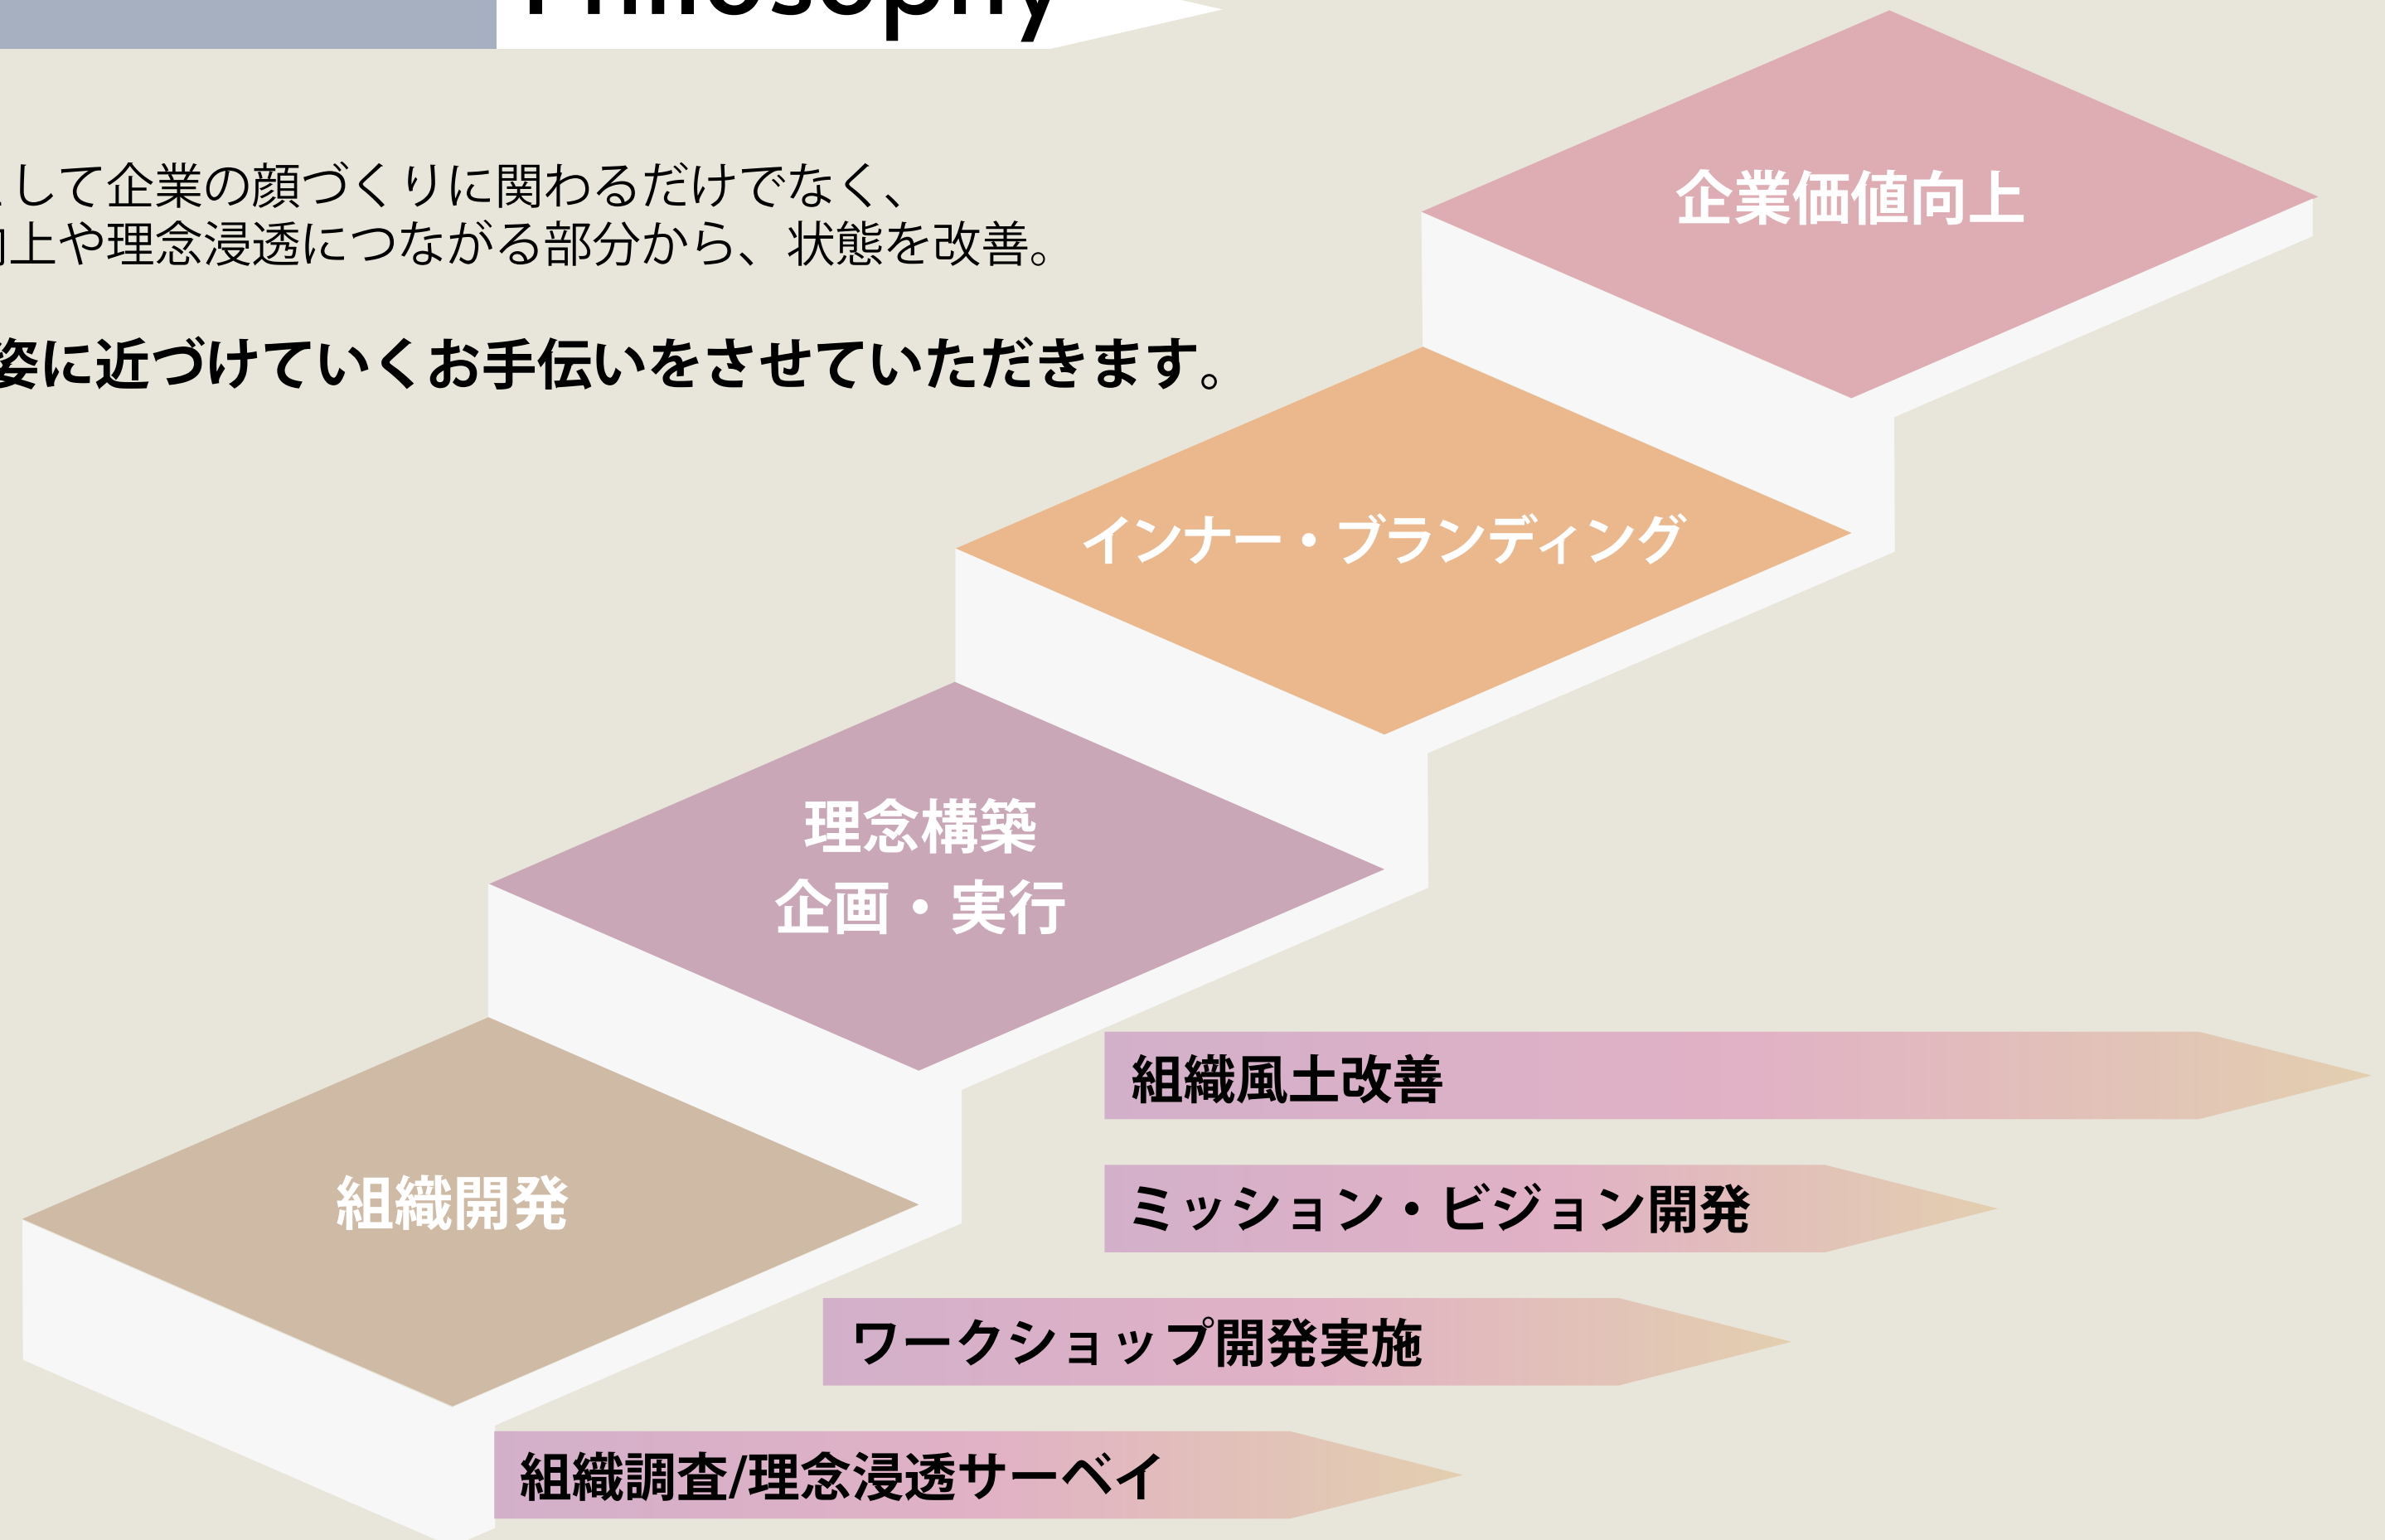 Philosophy
して企業の顔づくりに関わるだけでなく、
上や理念浸透につながる部分から、状態を改善。
姿に近づけていくお手伝いをさせていただきます。
企業価値向上
インナー・ブランディング
理念構築
企画・実行
組織開発
組織風土改善
ミッション・ビジョン開発
ワークショップ開発実施
組織調査/理念浸透サーベイ